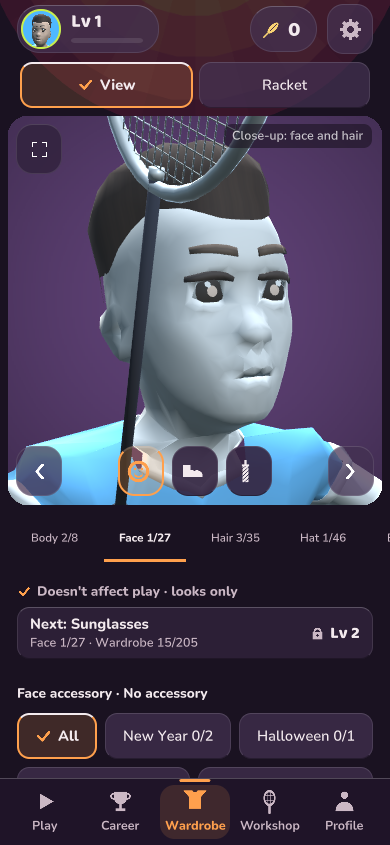 Lv 1
0
View
Racket
Close-up: face and hair
Body 2/8
Face 1/27
Hair 3/35
Hat 1/46
Doesn't affect play · looks only
Next: Sunglasses
Face 1/27 · Wardrobe 15/205
Lv 2
Face accessory · No accessory
All
New Year 0/2
Halloween 0/1
Play
Career
Wardrobe
Workshop
Profile